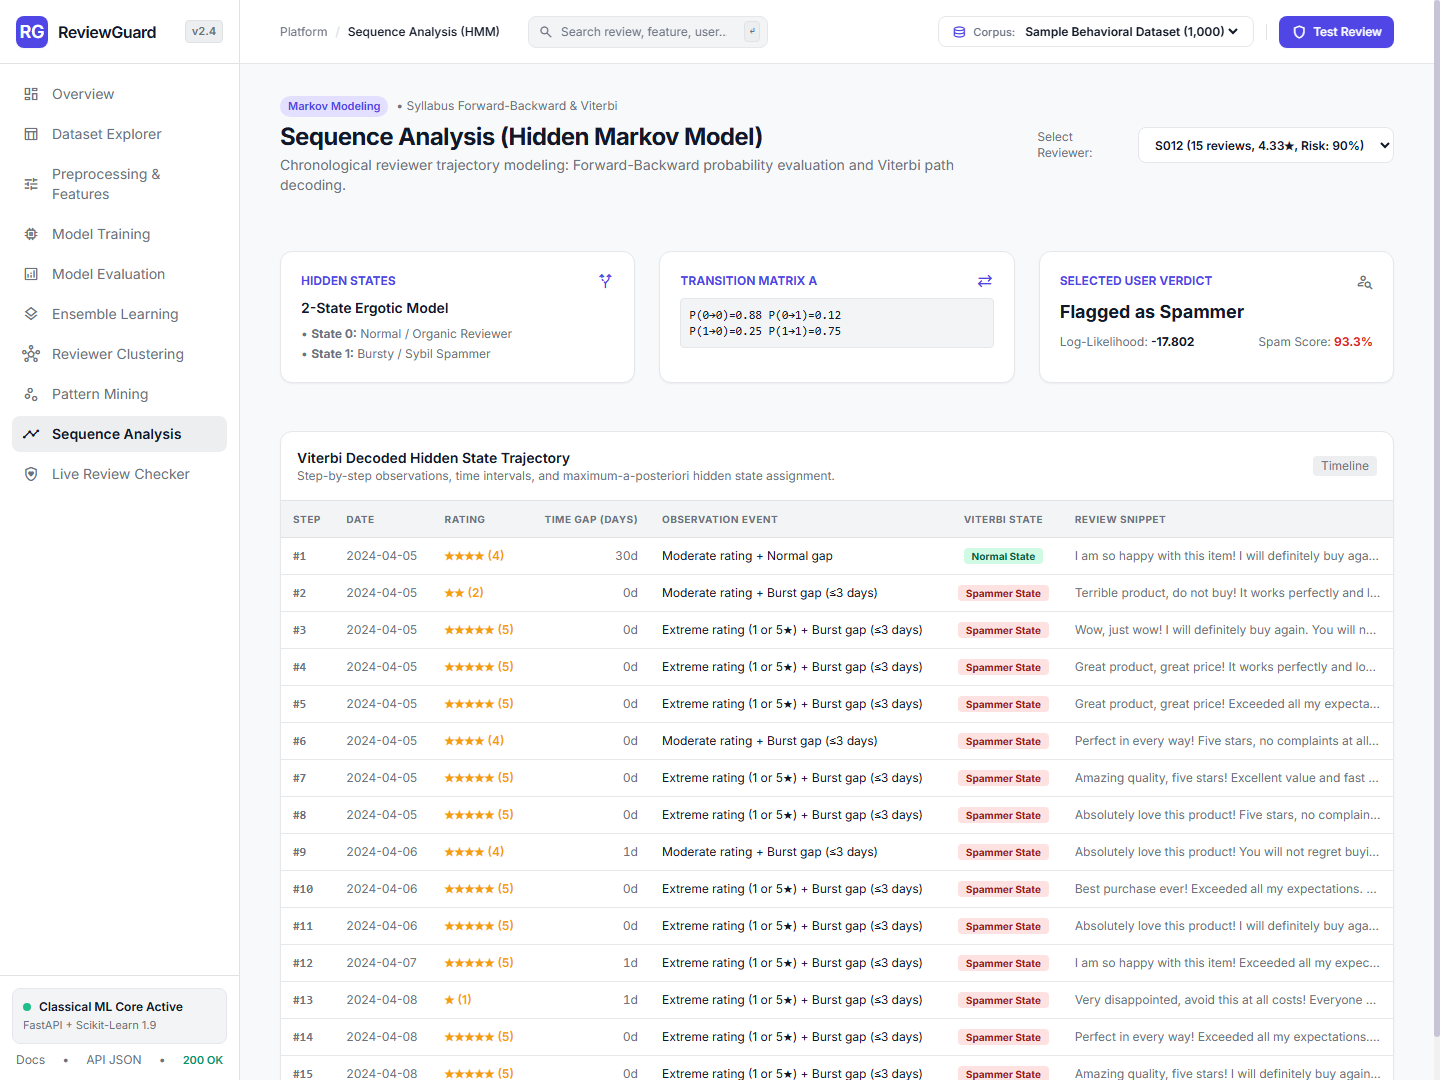 RG ReviewGuard v2.4
Overview
Dataset Explorer
Preprocessing &
Features
Model Training
Model Evaluation
Ensemble Learning
Reviewer Clustering
Pattern Mining
Sequence Analysis
Live Review Checker
Classical ML Core Active
FastAPI + Scikit-Learn 1.9
Docs • API JSON • 200 OK
Platform / Sequence Analysis (HMM)
Search review, feature, user... ↵
Corpus: Sample Behavioral Dataset (1,000)
Test Review
Markov Modeling • Syllabus Forward-Backward & Viterbi
Sequence Analysis (Hidden Markov Model)
Chronological reviewer trajectory modeling: Forward-Backward probability evaluation and Viterbi path
decoding.
Select
Reviewer:
S012 (15 reviews, 4.33★, Risk: 90%)
HIDDEN STATES
2-State Ergotic Model
• State 0: Normal / Organic Reviewer
• State 1: Bursty / Sybil Spammer
TRANSITION MATRIX A
P(0→0)=0.88 P(0→1)=0.12
P(1→0)=0.25 P(1→1)=0.75
SELECTED USER VERDICT
Flagged as Spammer
Log-Likelihood: -17.802 Spam Score: 93.3%
Viterbi Decoded Hidden State Trajectory
Step-by-step observations, time intervals, and maximum-a-posteriori hidden state assignment.
Timeline
STEP DATE RATING TIME GAP (DAYS) OBSERVATION EVENT VITERBI STATE REVIEW SNIPPET
#1 2024-04-05 ★★★★ (4) 30d Moderate rating + Normal gap Normal State I am so happy with this item! I will definitely buy aga...
#2 2024-04-05 ★★ (2) 0d Moderate rating + Burst gap (≤3 days) Spammer State Terrible product, do not buy! It works perfectly and l...
#3 2024-04-05 ★★★★★ (5) 0d Extreme rating (1 or 5★) + Burst gap (≤3 days) Spammer State Wow, just wow! I will definitely buy again. You will n...
#4 2024-04-05 ★★★★★ (5) 0d Extreme rating (1 or 5★) + Burst gap (≤3 days) Spammer State Great product, great price! It works perfectly and lo...
#5 2024-04-05 ★★★★★ (5) 0d Extreme rating (1 or 5★) + Burst gap (≤3 days) Spammer State Great product, great price! Exceeded all my expecta...
#6 2024-04-05 ★★★★ (4) 0d Moderate rating + Burst gap (≤3 days) Spammer State Perfect in every way! Five stars, no complaints at all...
#7 2024-04-05 ★★★★★ (5) 0d Extreme rating (1 or 5★) + Burst gap (≤3 days) Spammer State Amazing quality, five stars! Excellent value and fast ...
#8 2024-04-05 ★★★★★ (5) 0d Extreme rating (1 or 5★) + Burst gap (≤3 days) Spammer State Absolutely love this product! Five stars, no complain...
#9 2024-04-06 ★★★★ (4) 1d Moderate rating + Burst gap (≤3 days) Spammer State Absolutely love this product! You will not regret buyi...
#10 2024-04-06 ★★★★★ (5) 0d Extreme rating (1 or 5★) + Burst gap (≤3 days) Spammer State Best purchase ever! Exceeded all my expectations. ...
#11 2024-04-06 ★★★★★ (5) 0d Extreme rating (1 or 5★) + Burst gap (≤3 days) Spammer State Absolutely love this product! I will definitely buy aga...
#12 2024-04-07 ★★★★★ (5) 1d Extreme rating (1 or 5★) + Burst gap (≤3 days) Spammer State I am so happy with this item! Exceeded all my expec...
#13 2024-04-08 ★ (1) 1d Extreme rating (1 or 5★) + Burst gap (≤3 days) Spammer State Very disappointed, avoid this at all costs! Everyone ...
#14 2024-04-08 ★★★★★ (5) 0d Extreme rating (1 or 5★) + Burst gap (≤3 days) Spammer State Perfect in every way! Exceeded all my expectations....
#15 2024-04-08 ★★★★★ (5) 0d Extreme rating (1 or 5★) + Burst gap (≤3 days) Spammer State Amazing quality, five stars! I will definitely buy again...